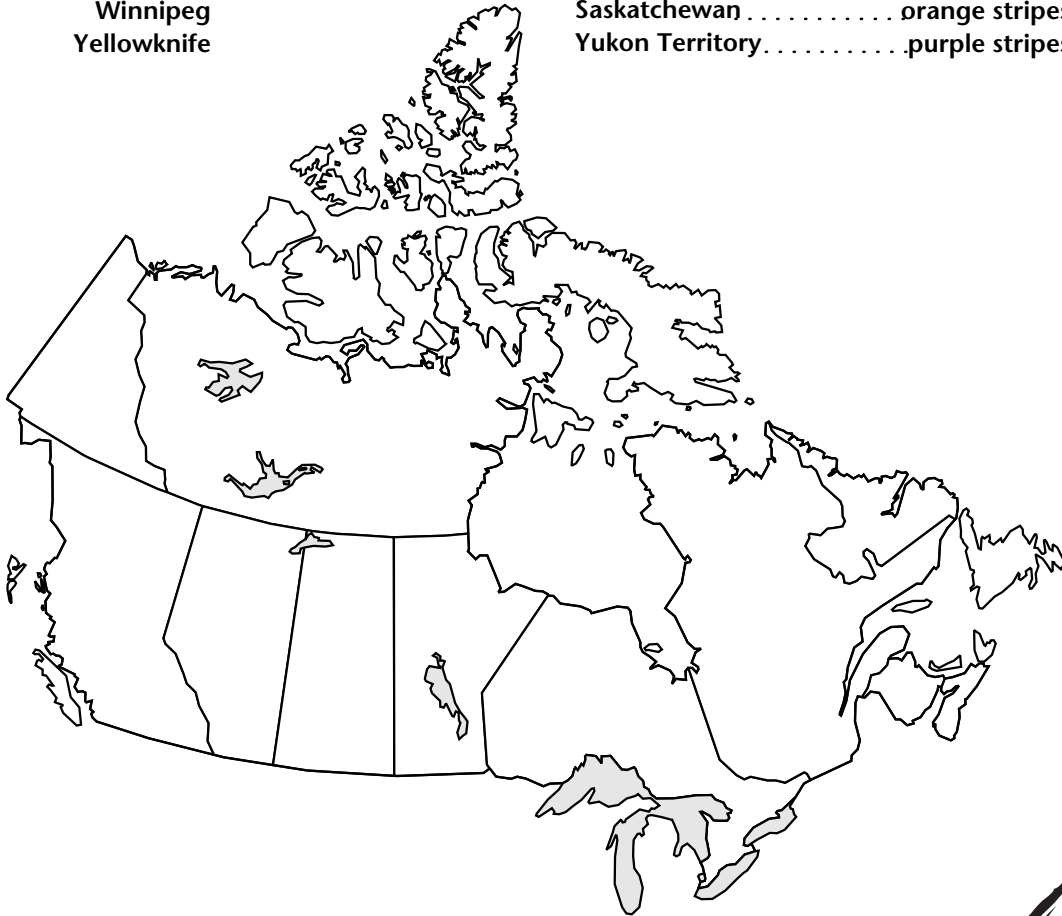 Winnipeg
Yellowknife
Saskatchewan . . . . . . . . . . . orange stripes
Yukon Territory . . . . . . . . . . . purple stripes